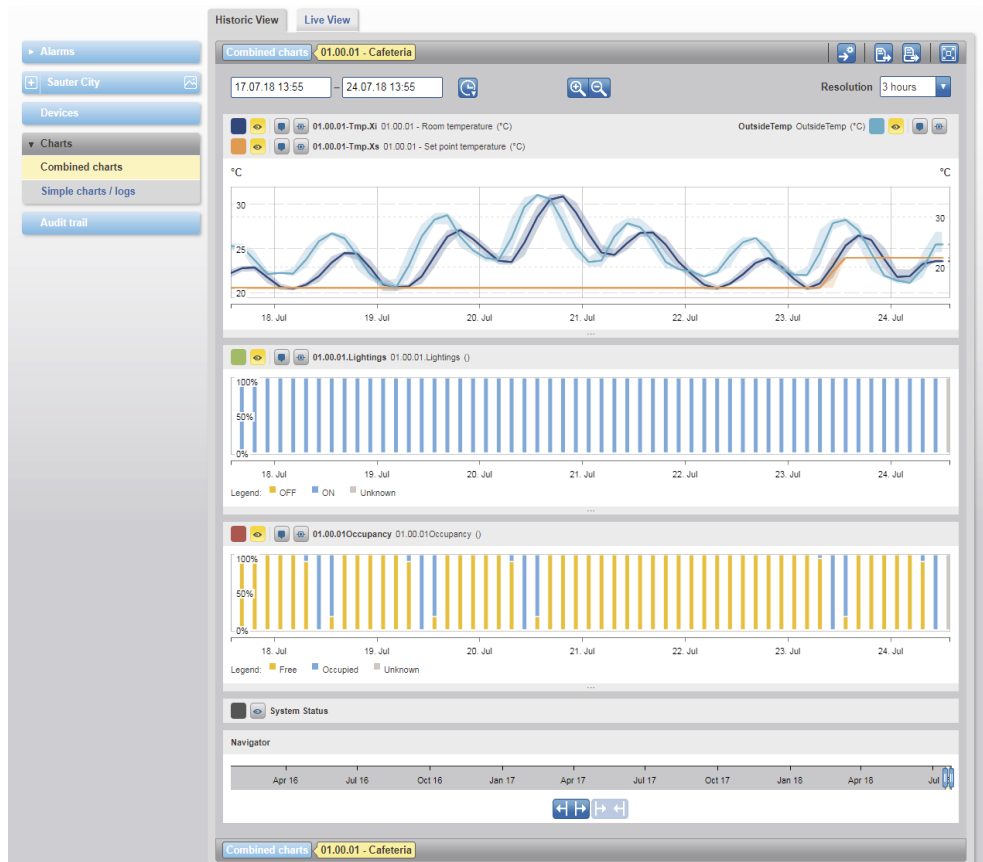 Historic View Live View
Alarms
Sauter City
Devices
Charts
Combined charts
Simple charts / logs
Audit trail
Combined charts 01.00.01 - Cafeteria
17.07.18 13:55 – 24.07.18 13:55 Resolution 3 hours
01.00.01-Tmp.Xi 01.00.01 - Room temperature (°C) OutsideTemp OutsideTemp (°C)
01.00.01-Tmp.Xs 01.00.01 - Set point temperature (°C)
°C °C
30 30
25
20 20
18. Jul 19. Jul 20. Jul 21. Jul 22. Jul 23. Jul 24. Jul
01.00.01.Lightings 01.00.01.Lightings ()
100%
50%
0%
18. Jul 19. Jul 20. Jul 21. Jul 22. Jul 23. Jul 24. Jul
Legend: OFF ON Unknown
01.00.01Occupancy 01.00.01Occupancy ()
100%
50%
0%
18. Jul 19. Jul 20. Jul 21. Jul 22. Jul 23. Jul 24. Jul
Legend: Free Occupied Unknown
System Status
Navigator
Apr 16 Jul 16 Oct 16 Jan 17 Apr 17 Jul 17 Oct 17 Jan 18 Apr 18 Jul
Combined charts 01.00.01 - Cafeteria